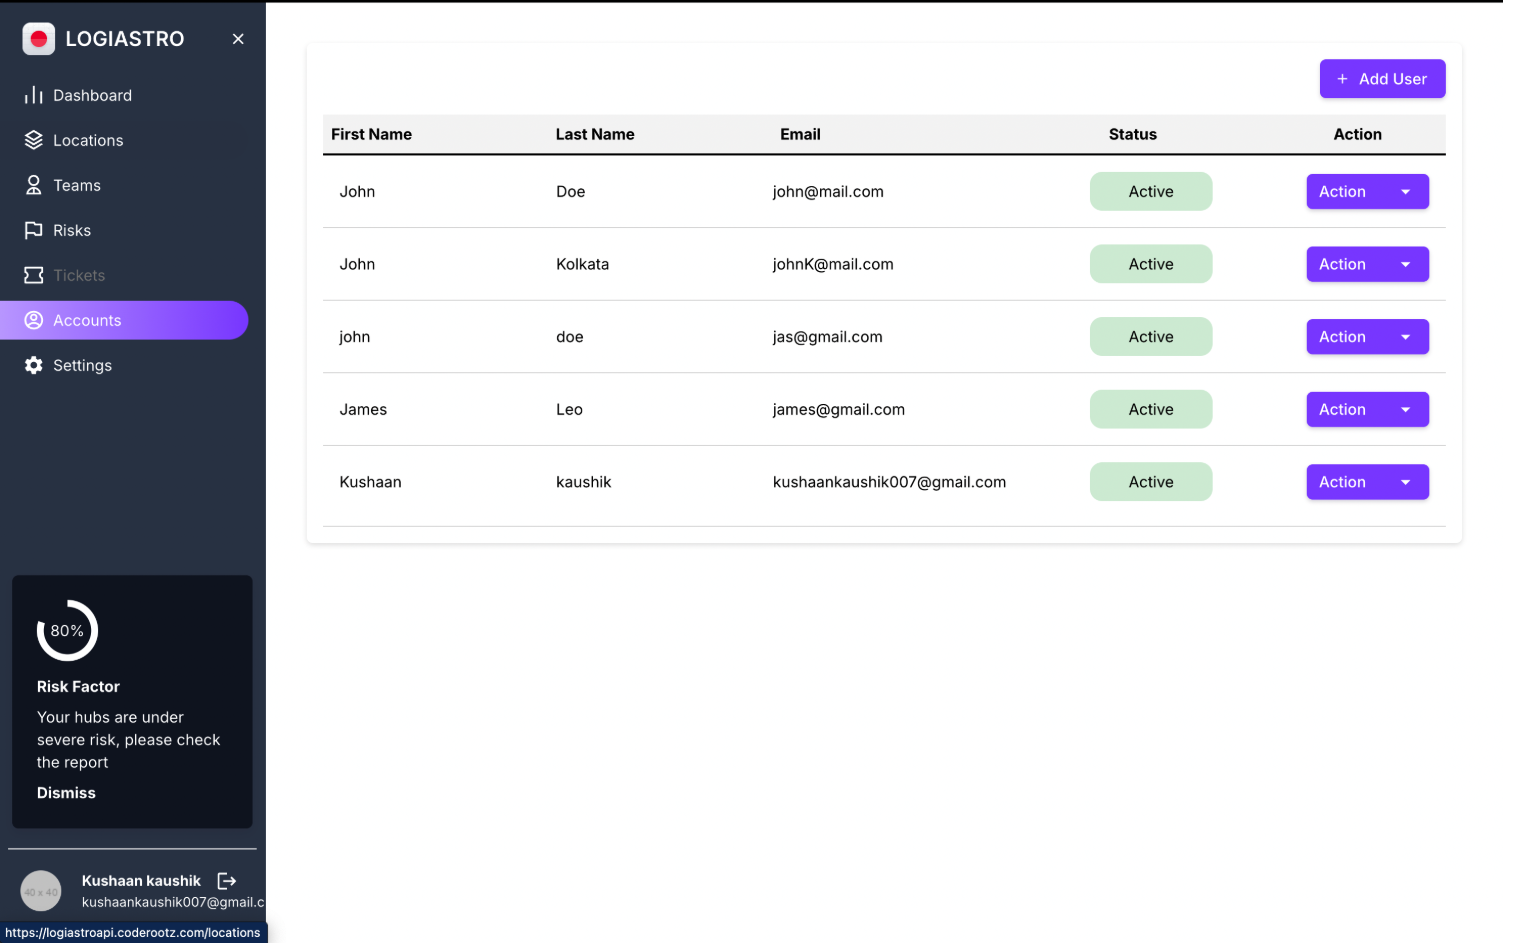 LOGIASTRO
Dashboard
Locations
Teams
Risks
Tickets
Accounts
Settings
80%
Risk Factor
Your hubs are under
severe risk, please check
the report
Dismiss
40 x 40
Kushaan kaushik
kushaankaushik007@gmail.c
https://logiastroapi.coderootz.com/locations
+ Add User
First Name Last Name Email Status Action
John Doe john@mail.com Active Action
John Kolkata johnK@mail.com Active Action
john doe jas@gmail.com Active Action
James Leo james@gmail.com Active Action
Kushaan kaushik kushaankaushik007@gmail.com Active Action